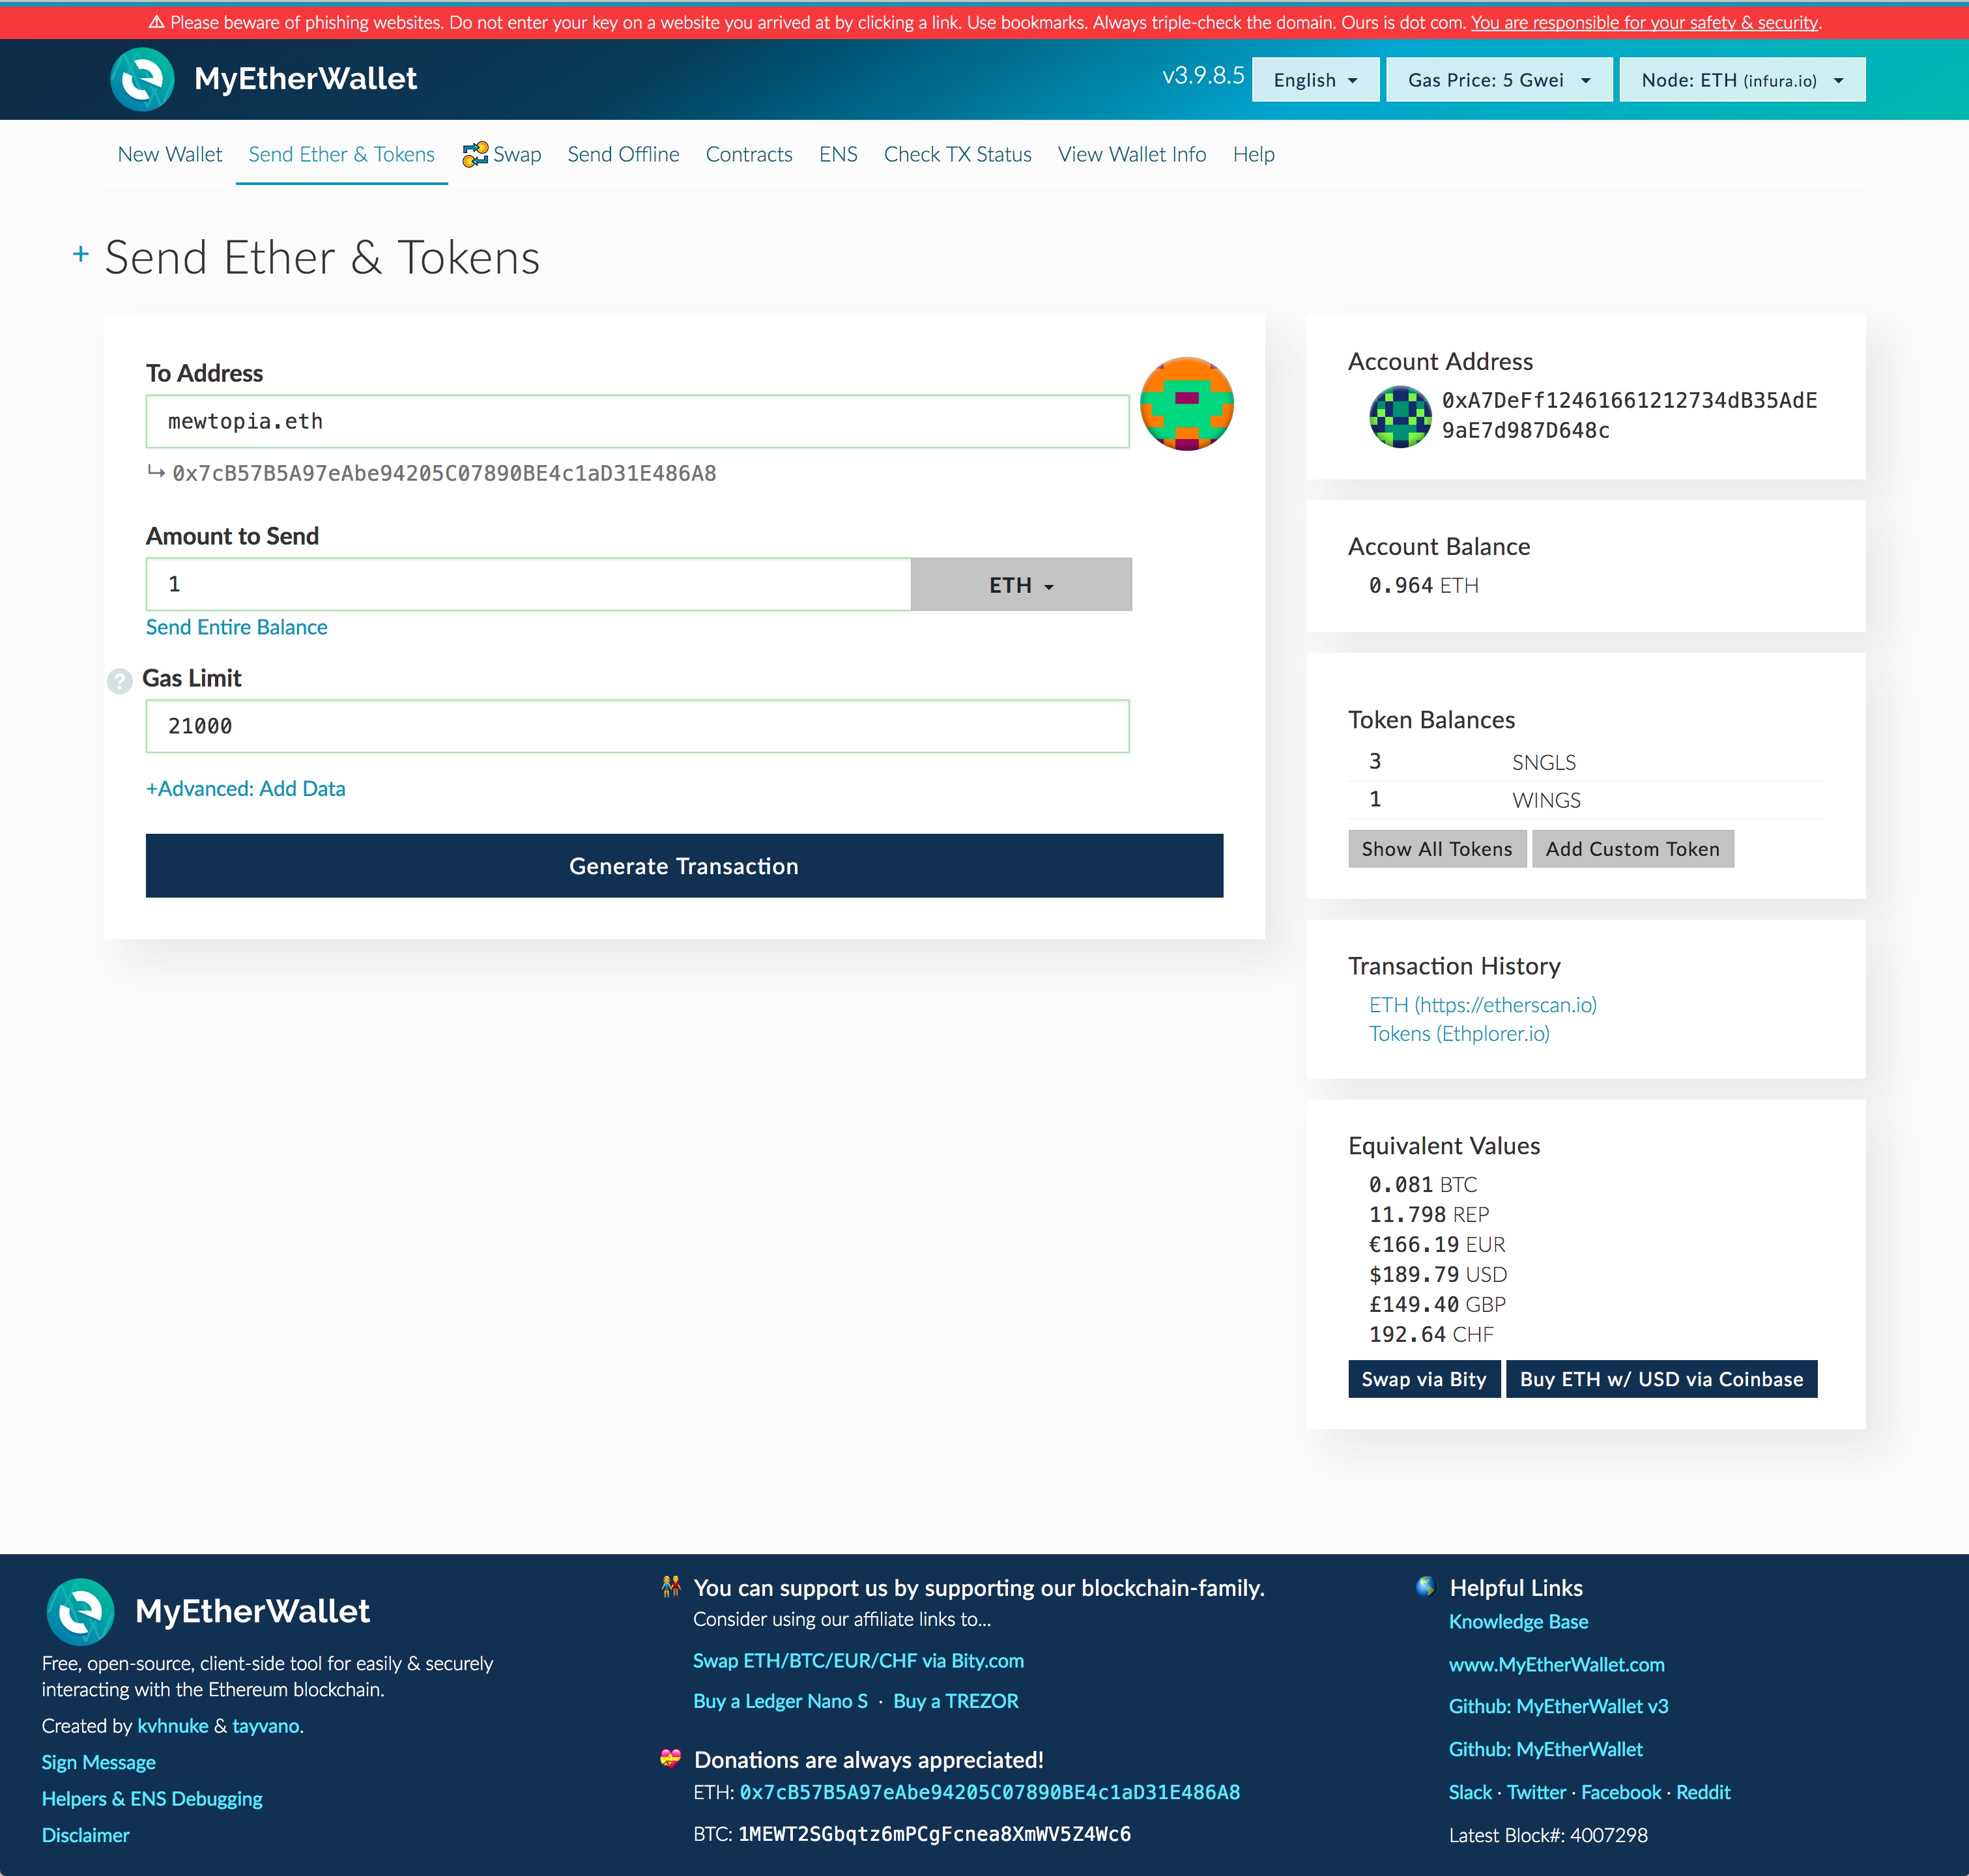 ⚠ Please beware of phishing websites. Do not enter your key on a website you arrived at by clicking a link. Use bookmarks. Always triple-check the domain. Ours is dot com. You are responsible for your safety & security.
MyEtherWallet
v3.9.8.5
English
Gas Price: 5 Gwei
Node: ETH (infura.io)
New Wallet
Send Ether & Tokens
Swap
Send Offline
Contracts
ENS
Check TX Status
View Wallet Info
Help
+ Send Ether & Tokens
To Address
mewtopia.eth
↳ 0x7cB57B5A97eAbe94205C07890BE4c1aD31E486A8
Amount to Send
1
ETH
Send Entire Balance
? Gas Limit
21000
+Advanced: Add Data
Generate Transaction
Account Address
0xA7DeFf12461661212734dB35AdE
9aE7d987D648c
Account Balance
0.964 ETH
Token Balances
3 SNGLS
1 WINGS
Show All Tokens
Add Custom Token
Transaction History
ETH (https://etherscan.io)
Tokens (Ethplorer.io)
Equivalent Values
0.081 BTC
11.798 REP
€166.19 EUR
$189.79 USD
£149.40 GBP
192.64 CHF
Swap via Bity
Buy ETH w/ USD via Coinbase
MyEtherWallet
Free, open-source, client-side tool for easily & securely
interacting with the Ethereum blockchain.
Created by kvhnuke & tayvano.
Sign Message
Helpers & ENS Debugging
Disclaimer
You can support us by supporting our blockchain-family.
Consider using our affiliate links to...
Swap ETH/BTC/EUR/CHF via Bity.com
Buy a Ledger Nano S · Buy a TREZOR
Donations are always appreciated!
ETH: 0x7cB57B5A97eAbe94205C07890BE4c1aD31E486A8
BTC: 1MEWT2SGbqtz6mPCgFcnea8XmWV5Z4Wc6
Helpful Links
Knowledge Base
www.MyEtherWallet.com
Github: MyEtherWallet v3
Github: MyEtherWallet
Slack · Twitter · Facebook · Reddit
Latest Block#: 4007298